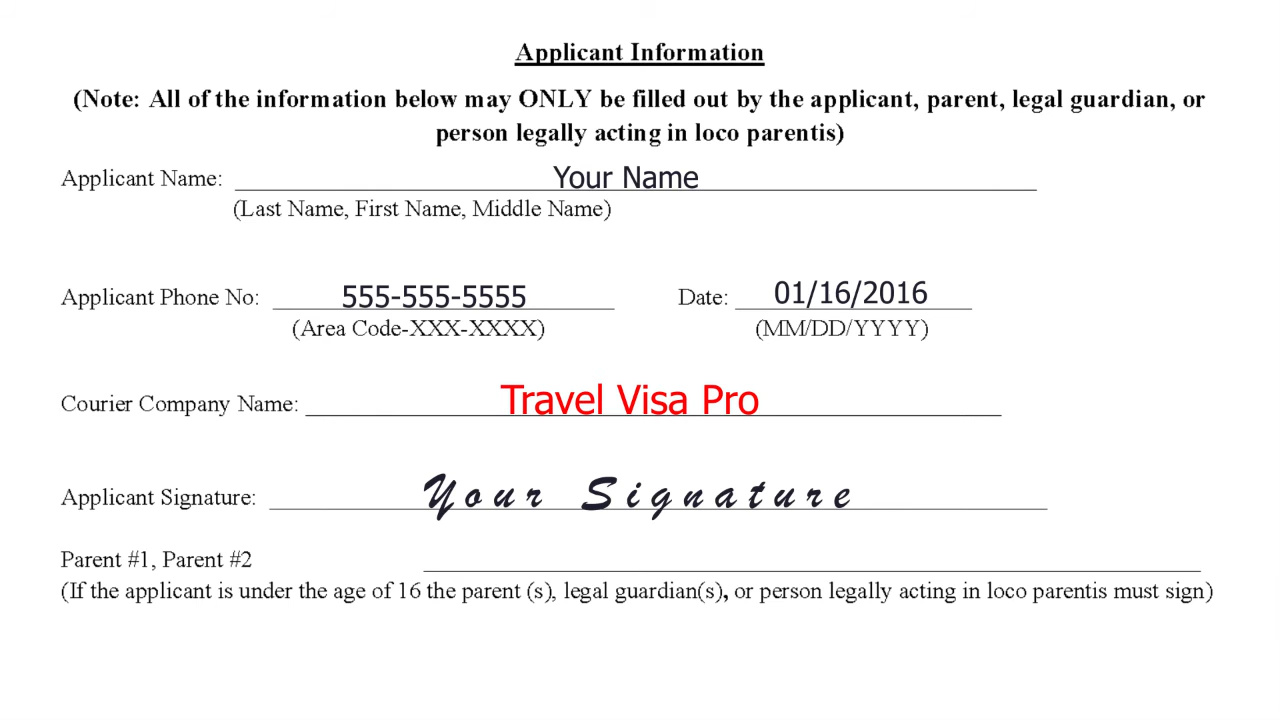 Applicant Information
(Note: All of the information below may ONLY be filled out by the applicant, parent, legal guardian, or
person legally acting in loco parentis)
Applicant Name: Your Name
(Last Name, First Name, Middle Name)
Applicant Phone No: 555-555-5555 Date: 01/16/2016
(Area Code-XXX-XXXX) (MM/DD/YYYY)
Courier Company Name: Travel Visa Pro
Applicant Signature: Your Signature
Parent #1, Parent #2
(If the applicant is under the age of 16 the parent (s), legal guardian(s), or person legally acting in loco parentis must sign)